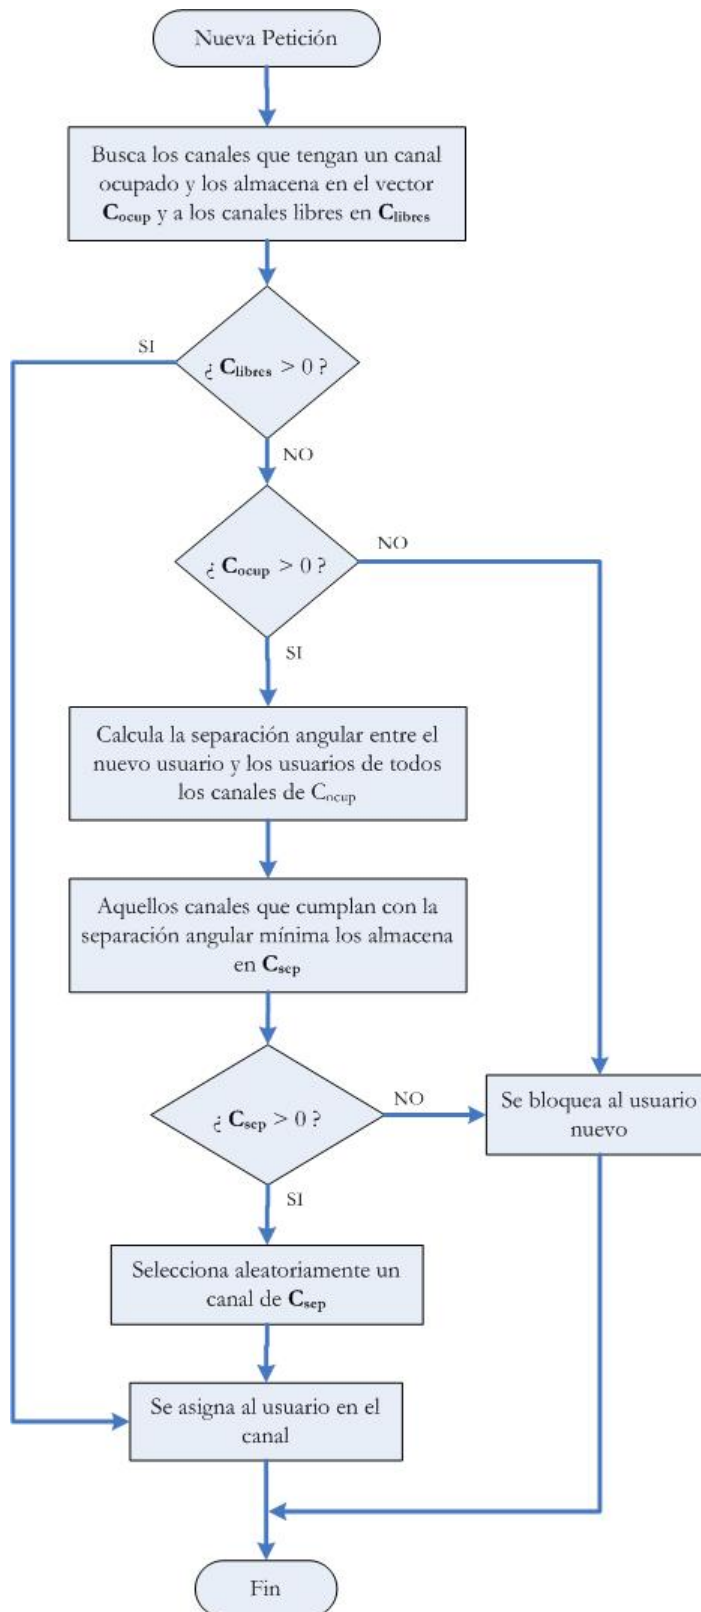 Nueva Petición
Busca los canales que tengan un canal
ocupado y los almacena en el vector
Cocup y a los canales libres en Clibres
SI
¿ Clibres > 0 ?
NO
¿ Cocup > 0 ?
NO
SI
Calcula la separación angular entre el
nuevo usuario y los usuarios de todos
los canales de Cocup
Aquellos canales que cumplan con la
separación angular mínima los almacena
en Csep
¿ Csep > 0 ?
NO
Se bloquea al usuario
nuevo
SI
Selecciona aleatoriamente un
canal de Csep
Se asigna al usuario en el
canal
Fin